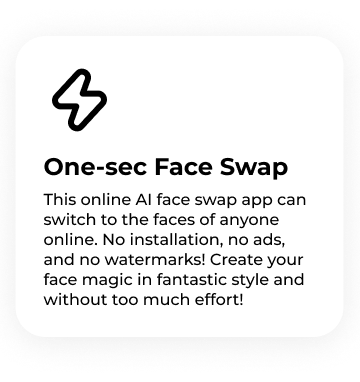 One-sec Face Swap
This online AI face swap app can
switch to the faces of anyone
online. No installation, no ads,
and no watermarks! Create your
face magic in fantastic style and
without too much effort!